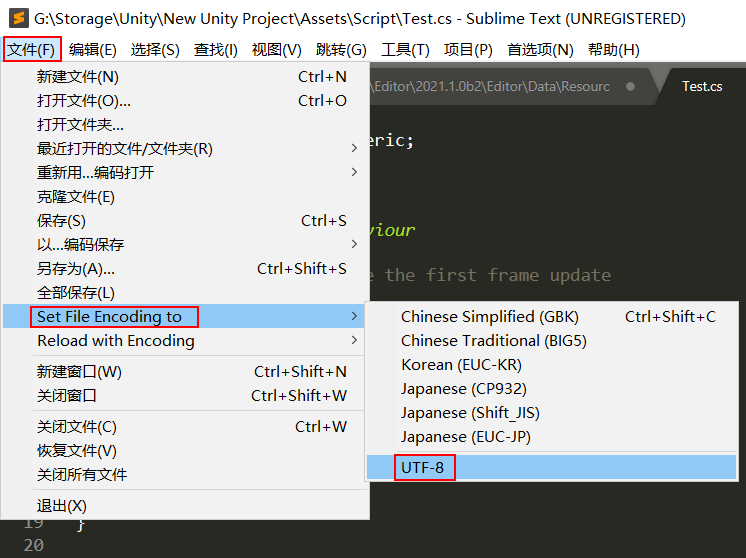 G:\Storage\Unity\New Unity Project\Assets\Script\Test.cs - Sublime Text (UNREGISTERED)
文件(F) 编辑(E) 选择(S) 查找(I) 视图(V) 跳转(G) 工具(T) 项目(P) 首选项(N) 帮助(H)
\Editor\2021.1.0b2\Editor\Data\Resourc Test.cs
新建文件(N) Ctrl+N
打开文件(O)... Ctrl+O
打开文件夹...
eric;
最近打开的文件/文件夹(R)
重新用...编码打开
克隆文件(E)
保存(S) Ctrl+S
viour
以...编码保存
另存为(A)... Ctrl+Shift+S
e the first frame update
全部保存(L)
Set File Encoding to
Reload with Encoding
新建窗口(W) Ctrl+Shift+N
关闭窗口 Ctrl+Shift+W
关闭文件(C) Ctrl+W
恢复文件(V)
关闭所有文件
退出(X)
Chinese Simplified (GBK) Ctrl+Shift+C
Chinese Traditional (BIG5)
Korean (EUC-KR)
Japanese (CP932)
Japanese (Shift_JIS)
Japanese (EUC-JP)
UTF-8
19 }
20